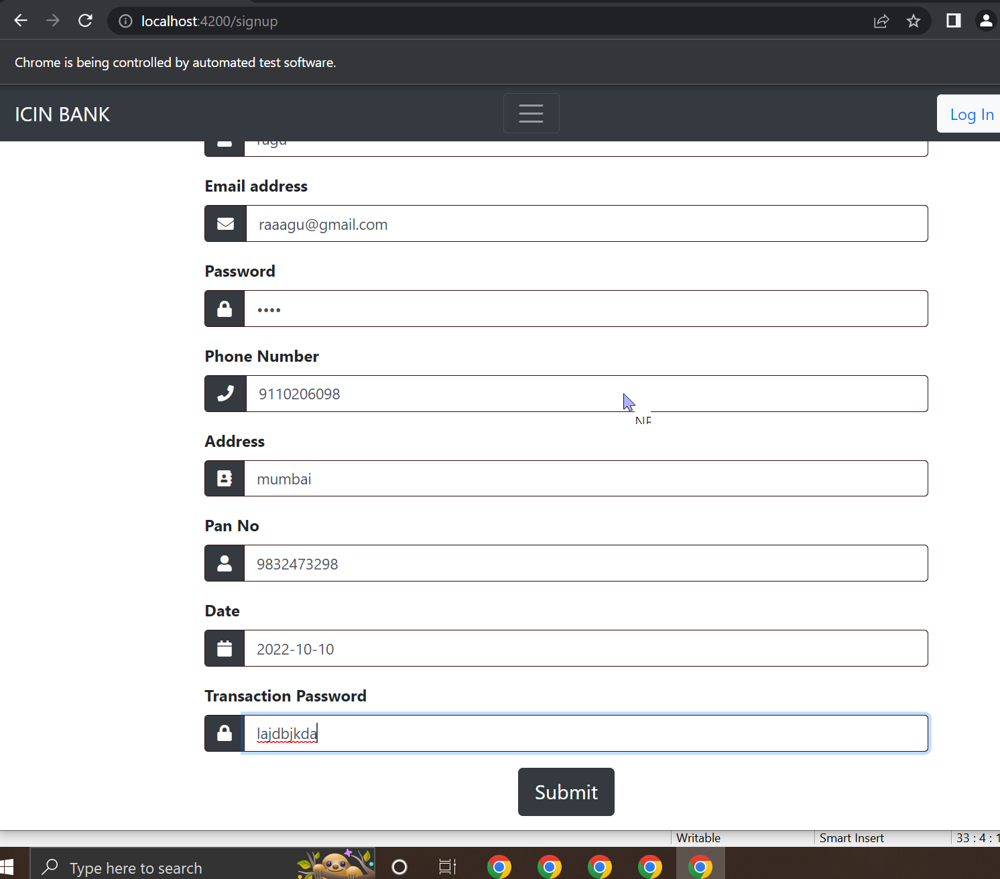 localhost:4200/signup
Chrome is being controlled by automated test software.
ICIN BANK
Log In
Email address
raaagu@gmail.com
Password
••••
Phone Number
9110206098
Address
mumbai
Pan No
9832473298
Date
2022-10-10
Transaction Password
lajdbjkda
Submit
Writable
Smart Insert
33 : 4 : 1
Type here to search